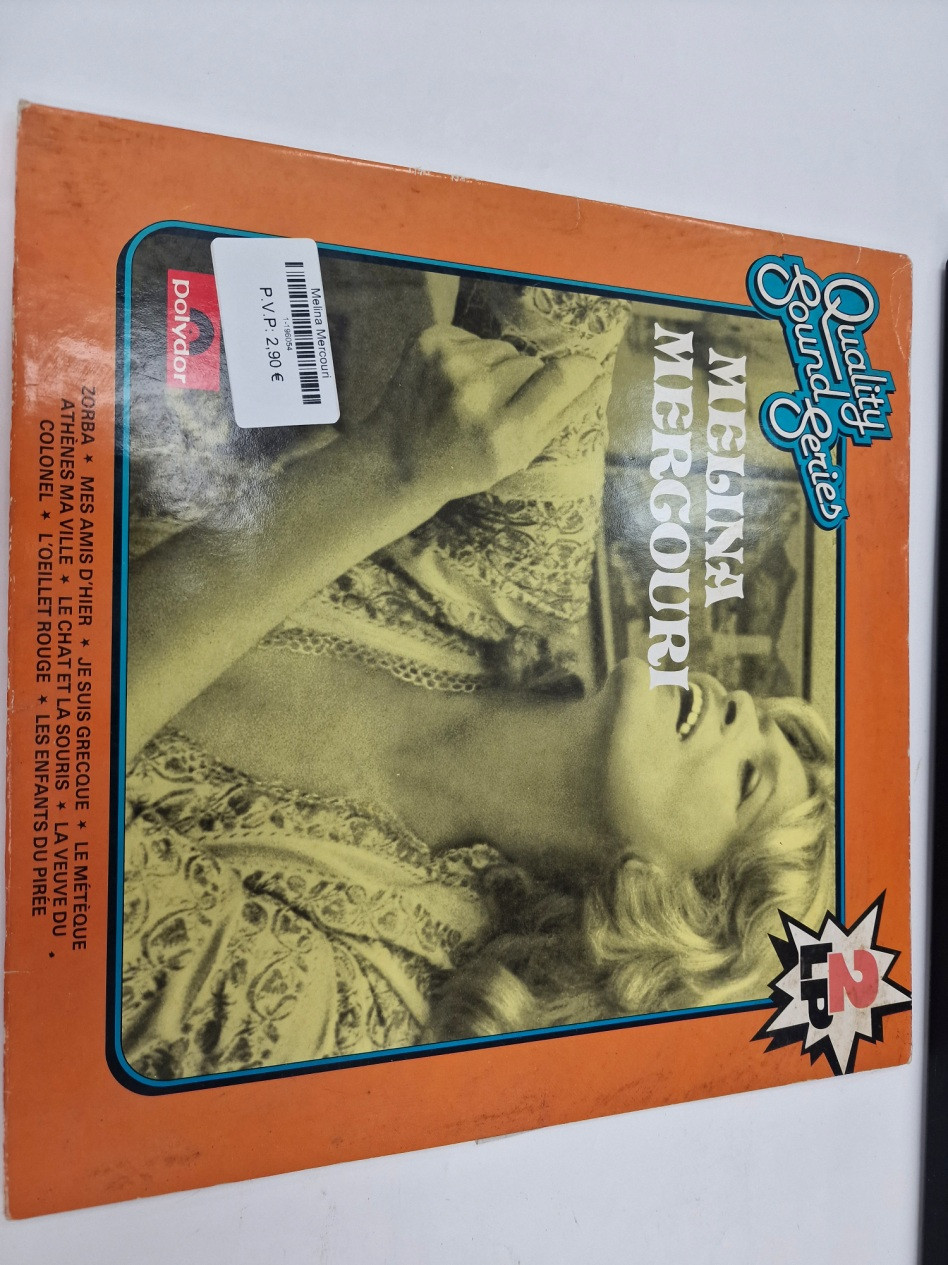 Quality
Sound Series
MELINA
MERCOURI
2
LP
Melina Mercouri
1-196054
P.V.P: 2,90 €
polydor
ZORBA ★ MES AMIS D'HIER ★ JE SUIS GRECQUE ★ LE MÉTÈQUE
ATHÈNES MA VILLE ★ LE CHAT ET LA SOURIS ★ LA VEUVE DU
COLONEL ★ L'OEILLET ROUGE ★ LES ENFANTS DU PIRÉE